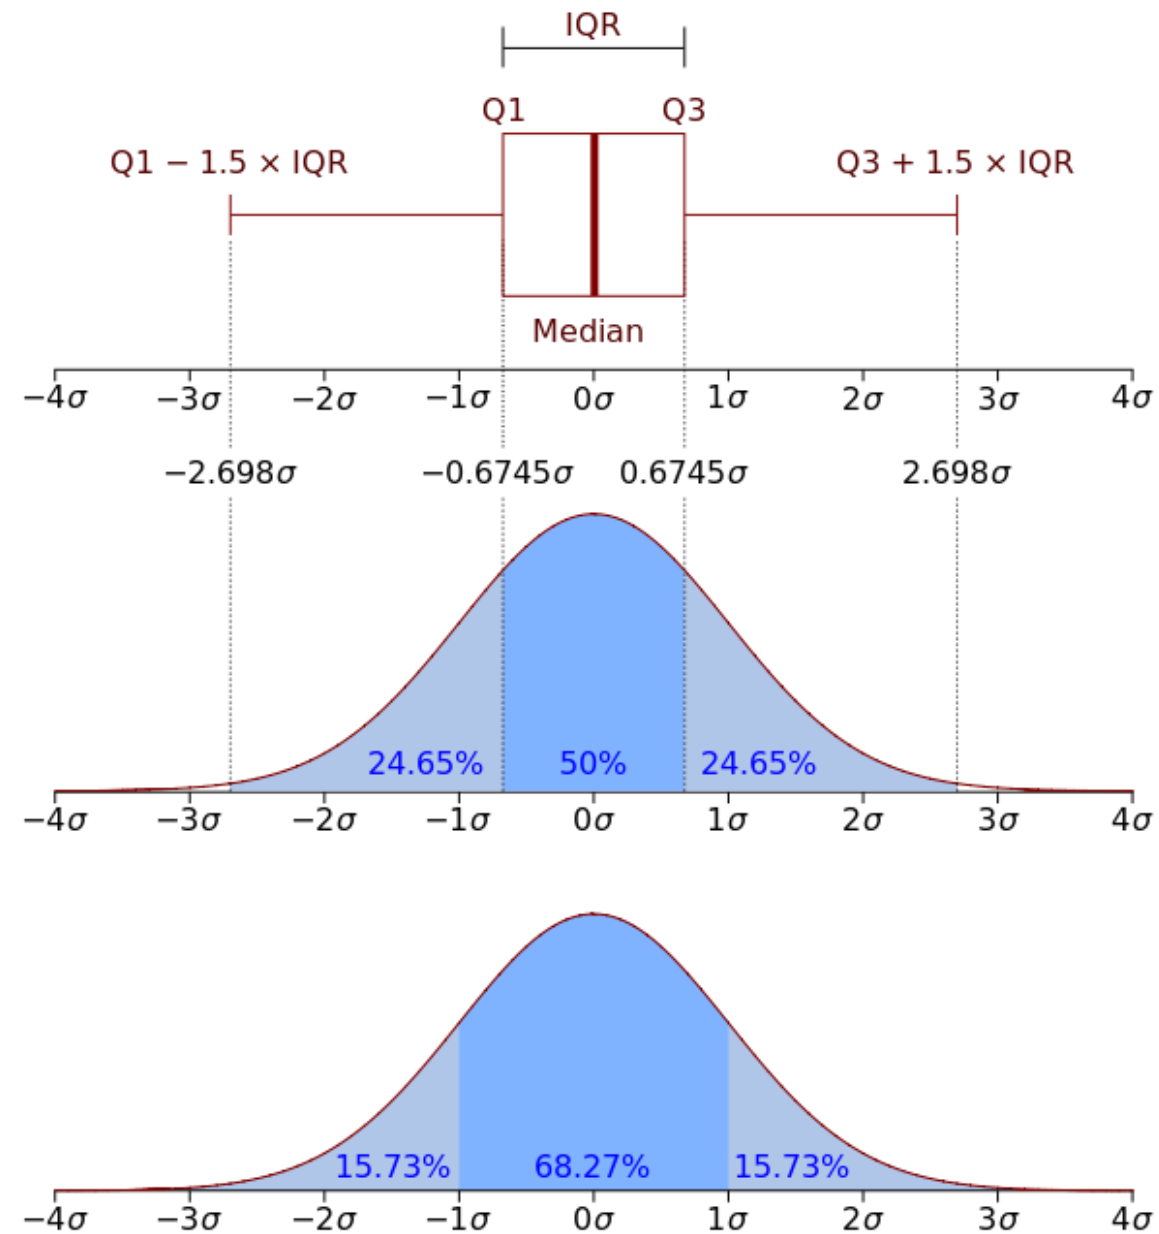 IQR
Q1 Q3
Q1 − 1.5 × IQR Q3 + 1.5 × IQR
Median
−4σ −3σ −2σ −1σ 0σ 1σ 2σ 3σ 4σ
−2.698σ −0.6745σ 0.6745σ 2.698σ
24.65% 50% 24.65%
−4σ −3σ −2σ −1σ 0σ 1σ 2σ 3σ 4σ
15.73% 68.27% 15.73%
−4σ −3σ −2σ −1σ 0σ 1σ 2σ 3σ 4σ